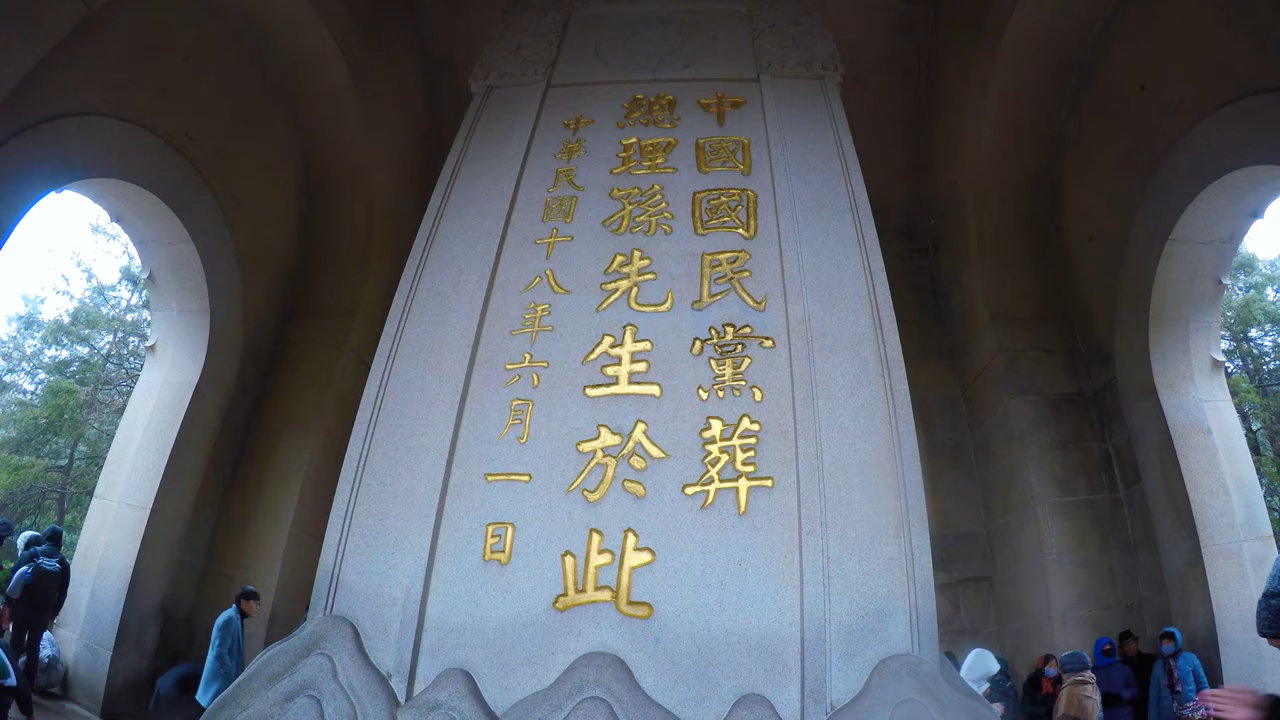 中國國民黨葬
總理孫先生於此
中華民國十八年六月一日